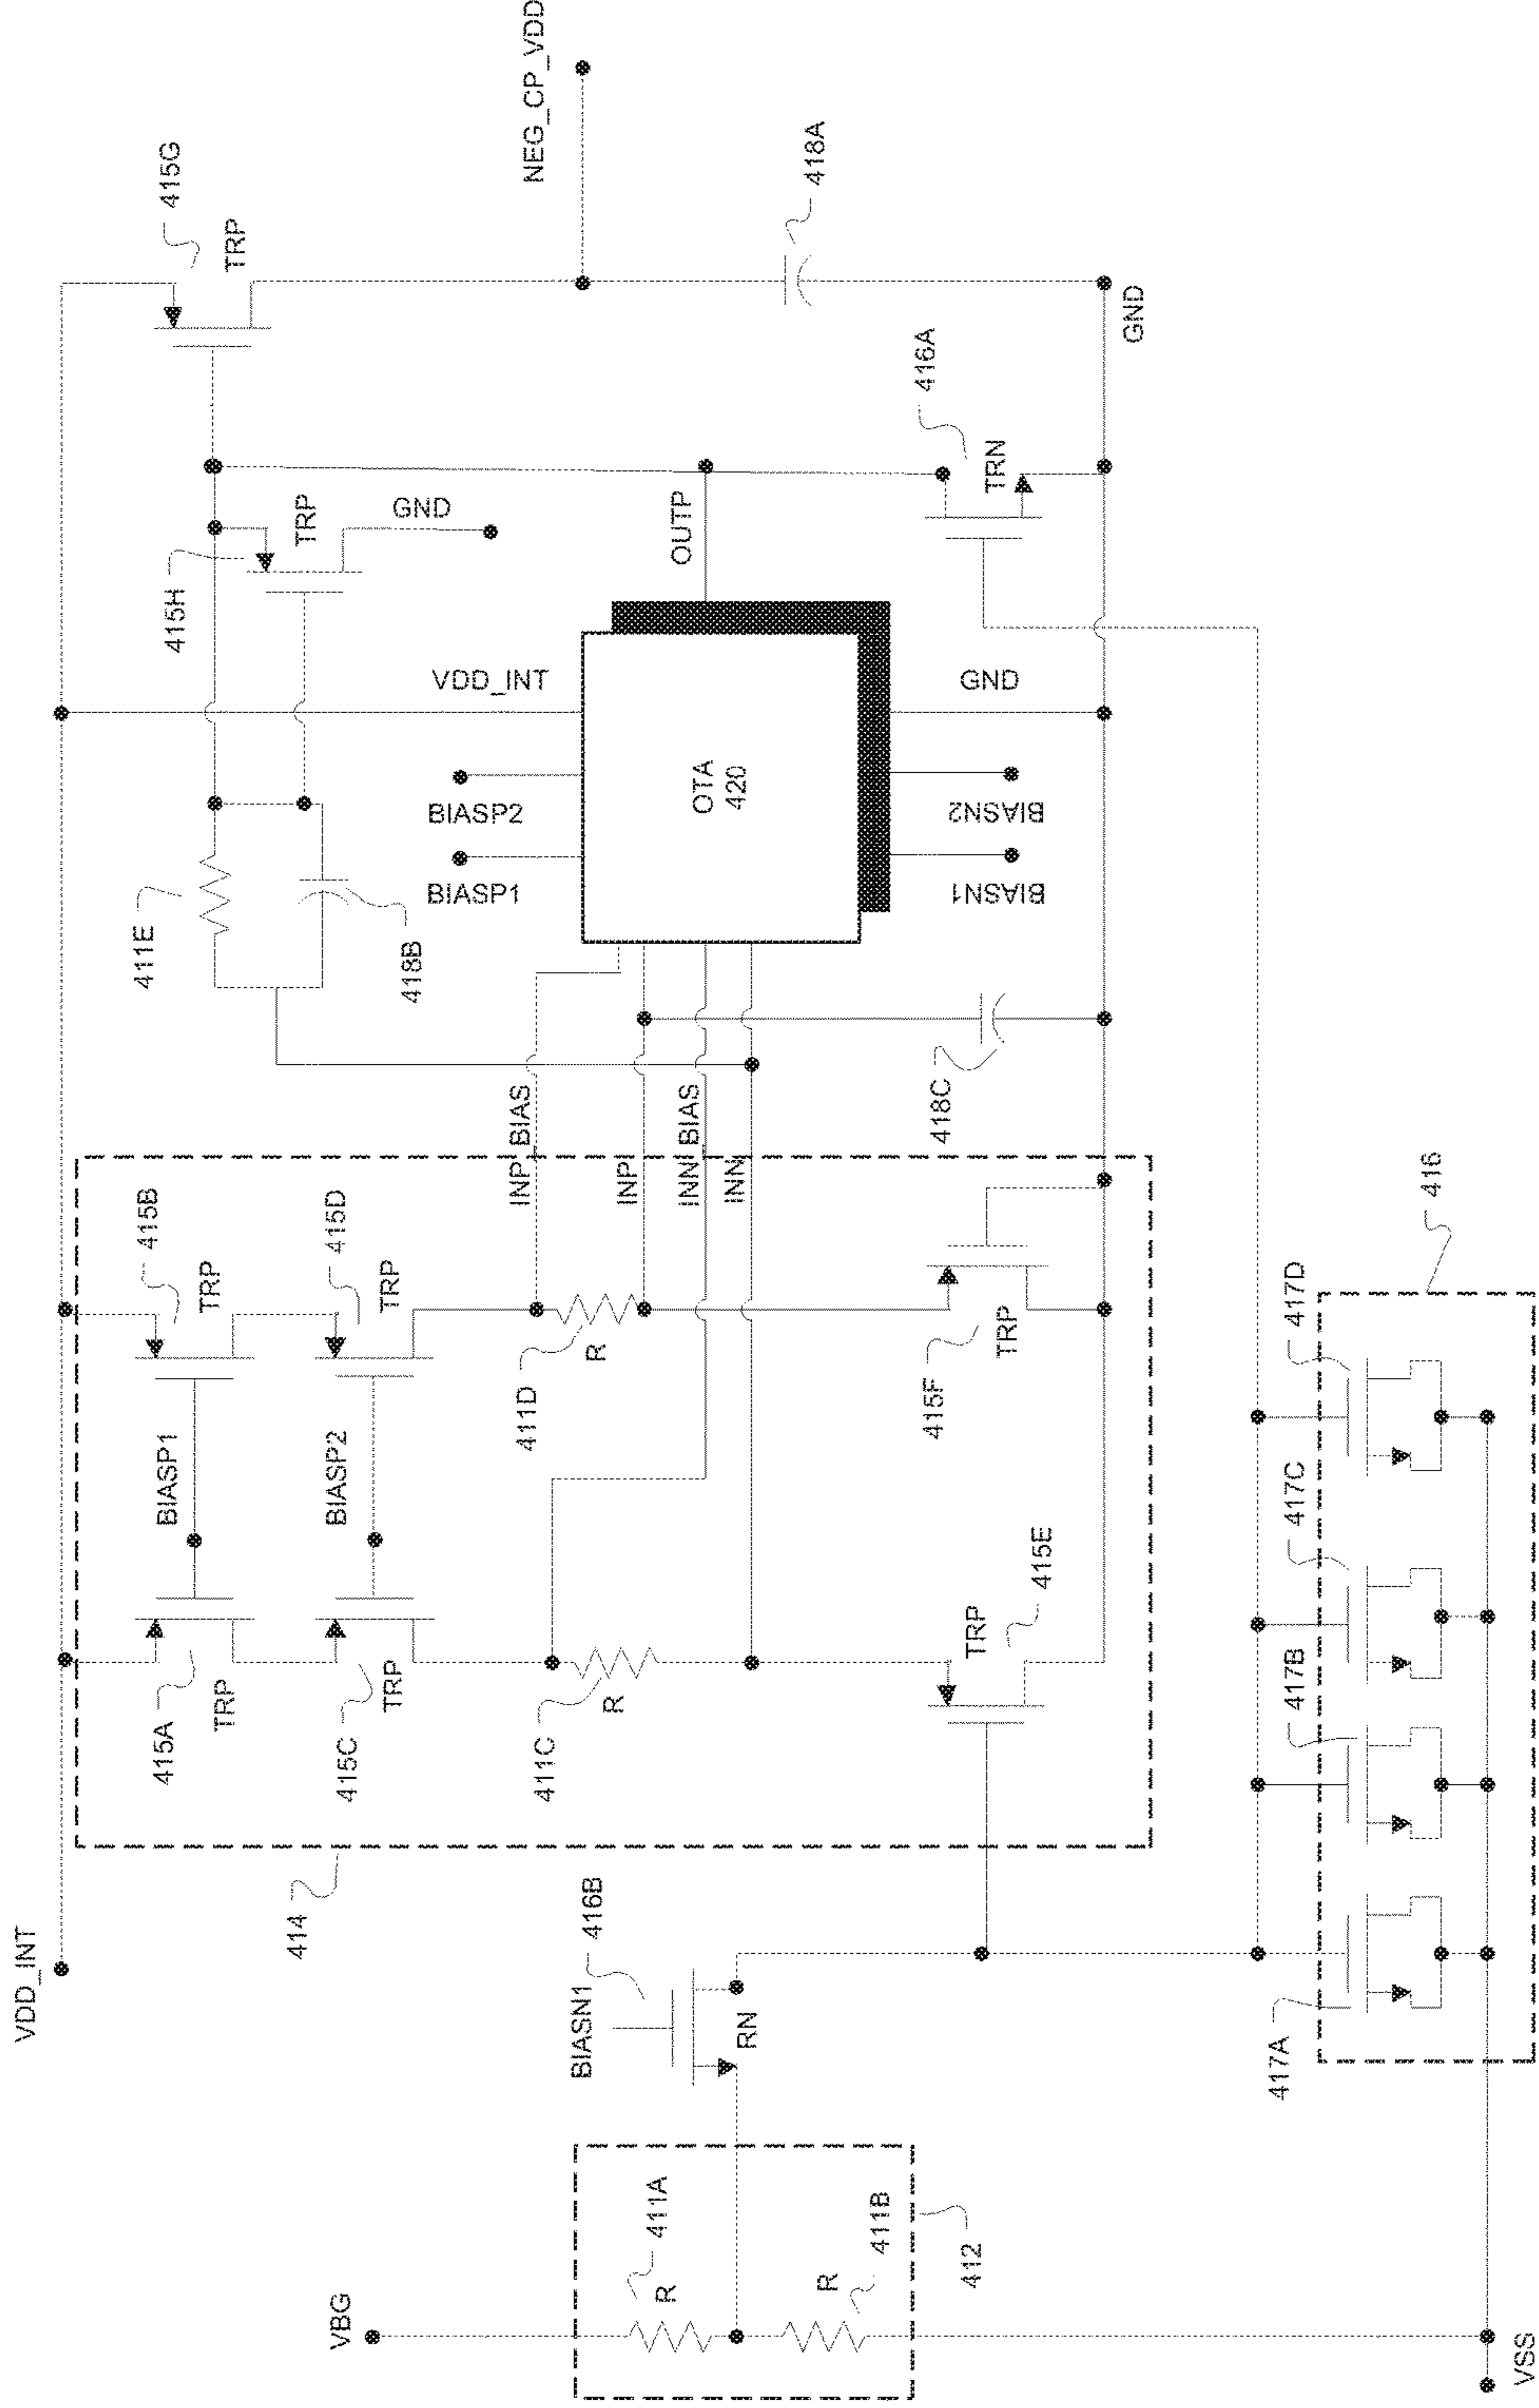 VDD_INT
VBG
VSS
412
411A
R
411B
R
BIASN1
416B
RN
414
415A
TRP
415C
TRP
411C
R
BIASP1
BIASP2
415B
TRP
415D
TRP
411D
R
415E
TRP
415F
TRP
INP_BIAS
INP
INN_BIAS
INN
418C
411E
418B
BIASP1
BIASP2
VDD_INT
OTA
420
BIASN1
BIASN2
GND
OUTP
415H
TRP
GND
415G
TRP
NEG_CP_VDD
418A
416A
TRN
GND
416
417A
417B
417C
417D